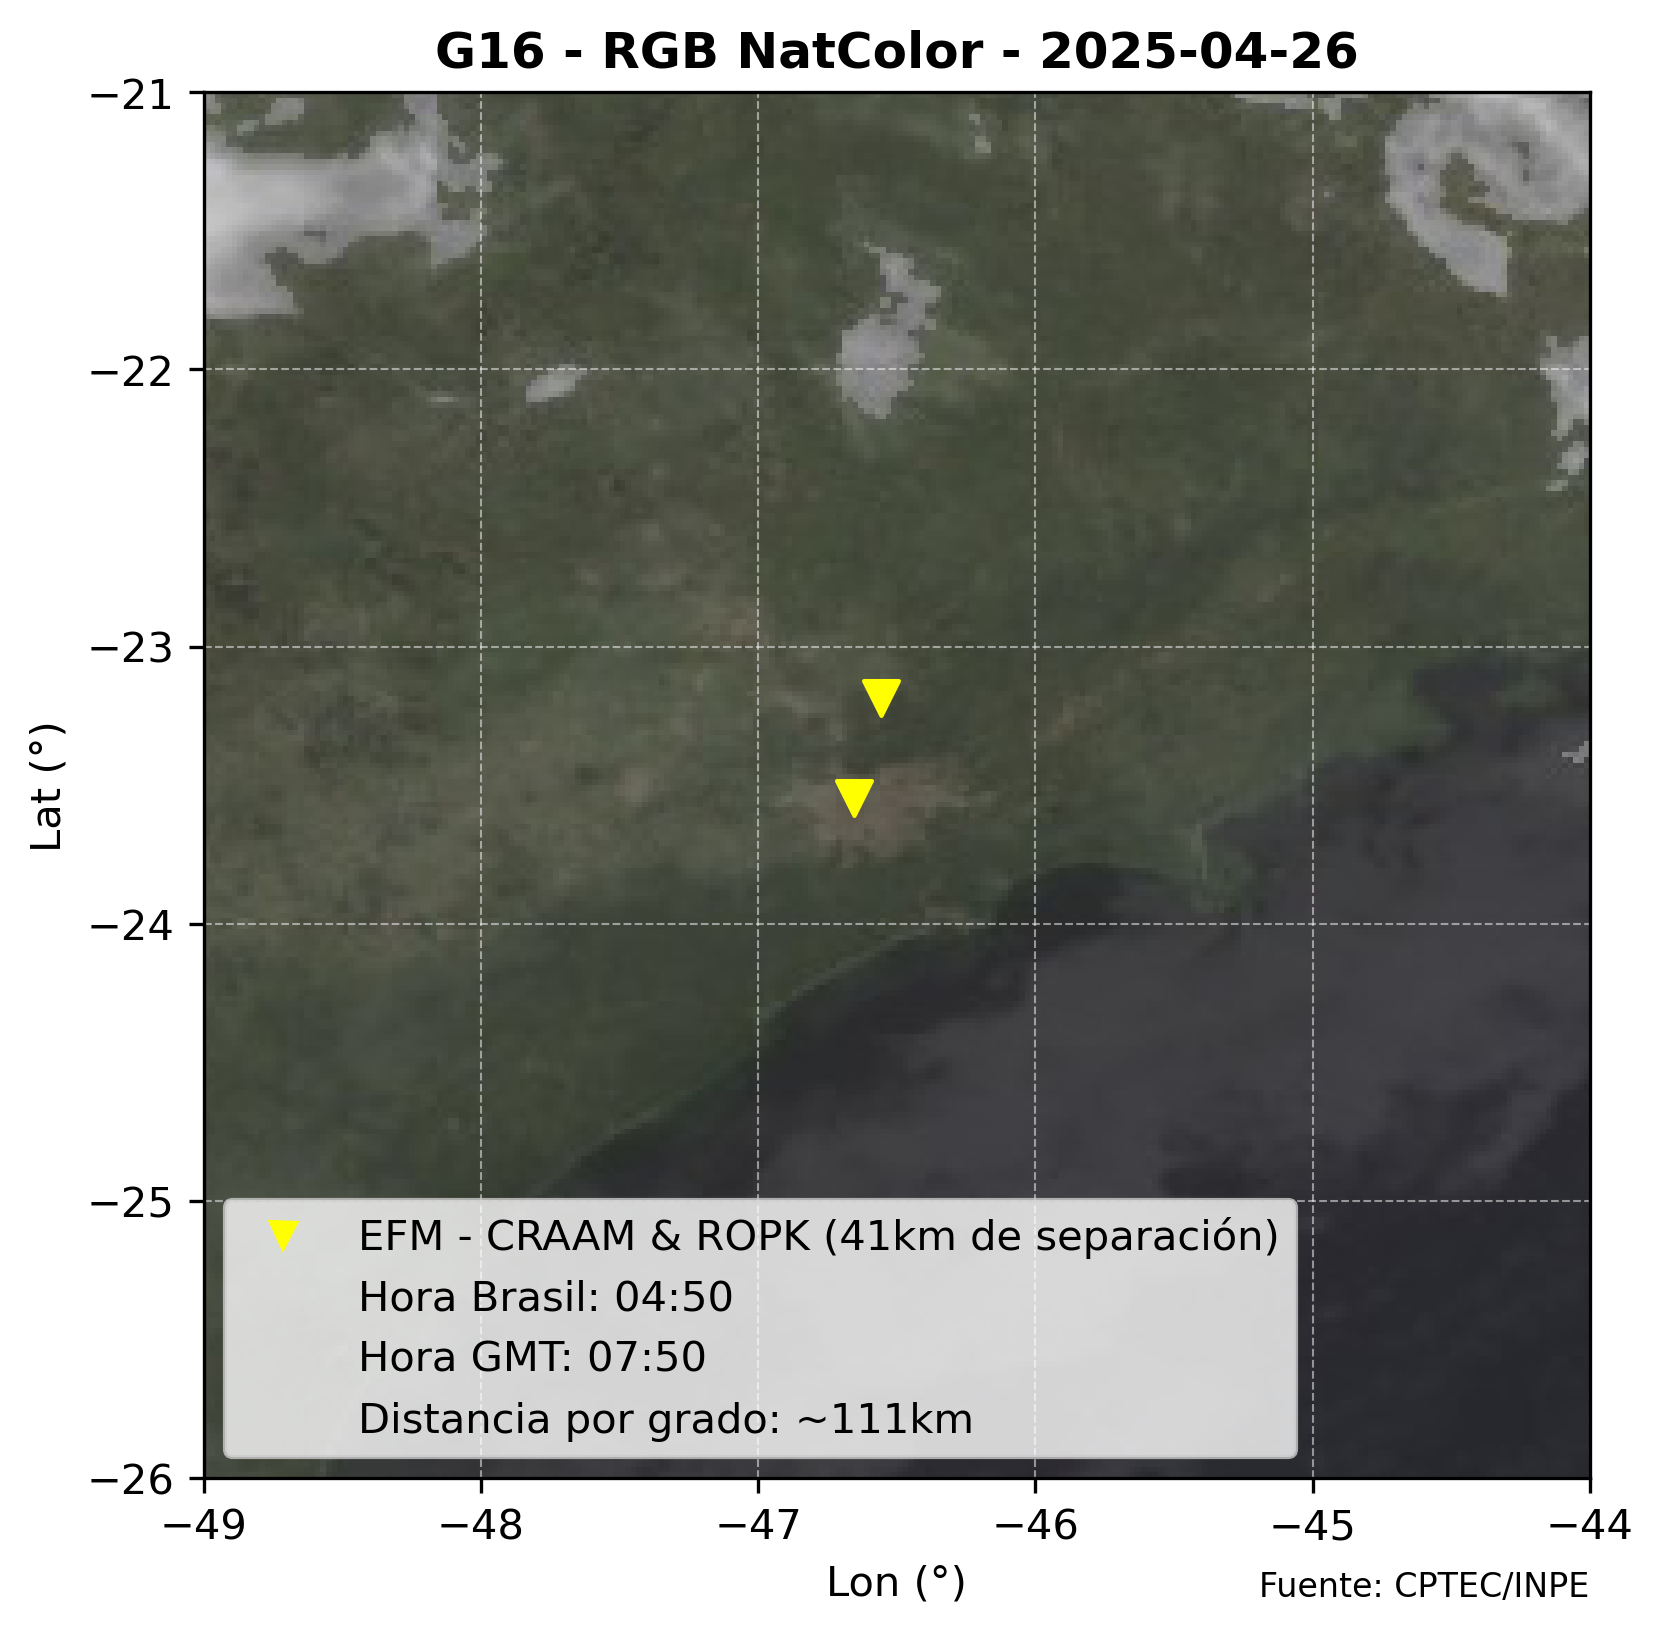 G16 - RGB NatColor - 2025-04-26
−21
−22
−23
−24
−25
−26
Lat (°)
EFM - CRAAM & ROPK (41km de separación)
Hora Brasil: 04:50
Hora GMT: 07:50
Distancia por grado: ~111km
−49 −48 −47 −46 −45 −44
Lon (°)
Fuente: CPTEC/INPE